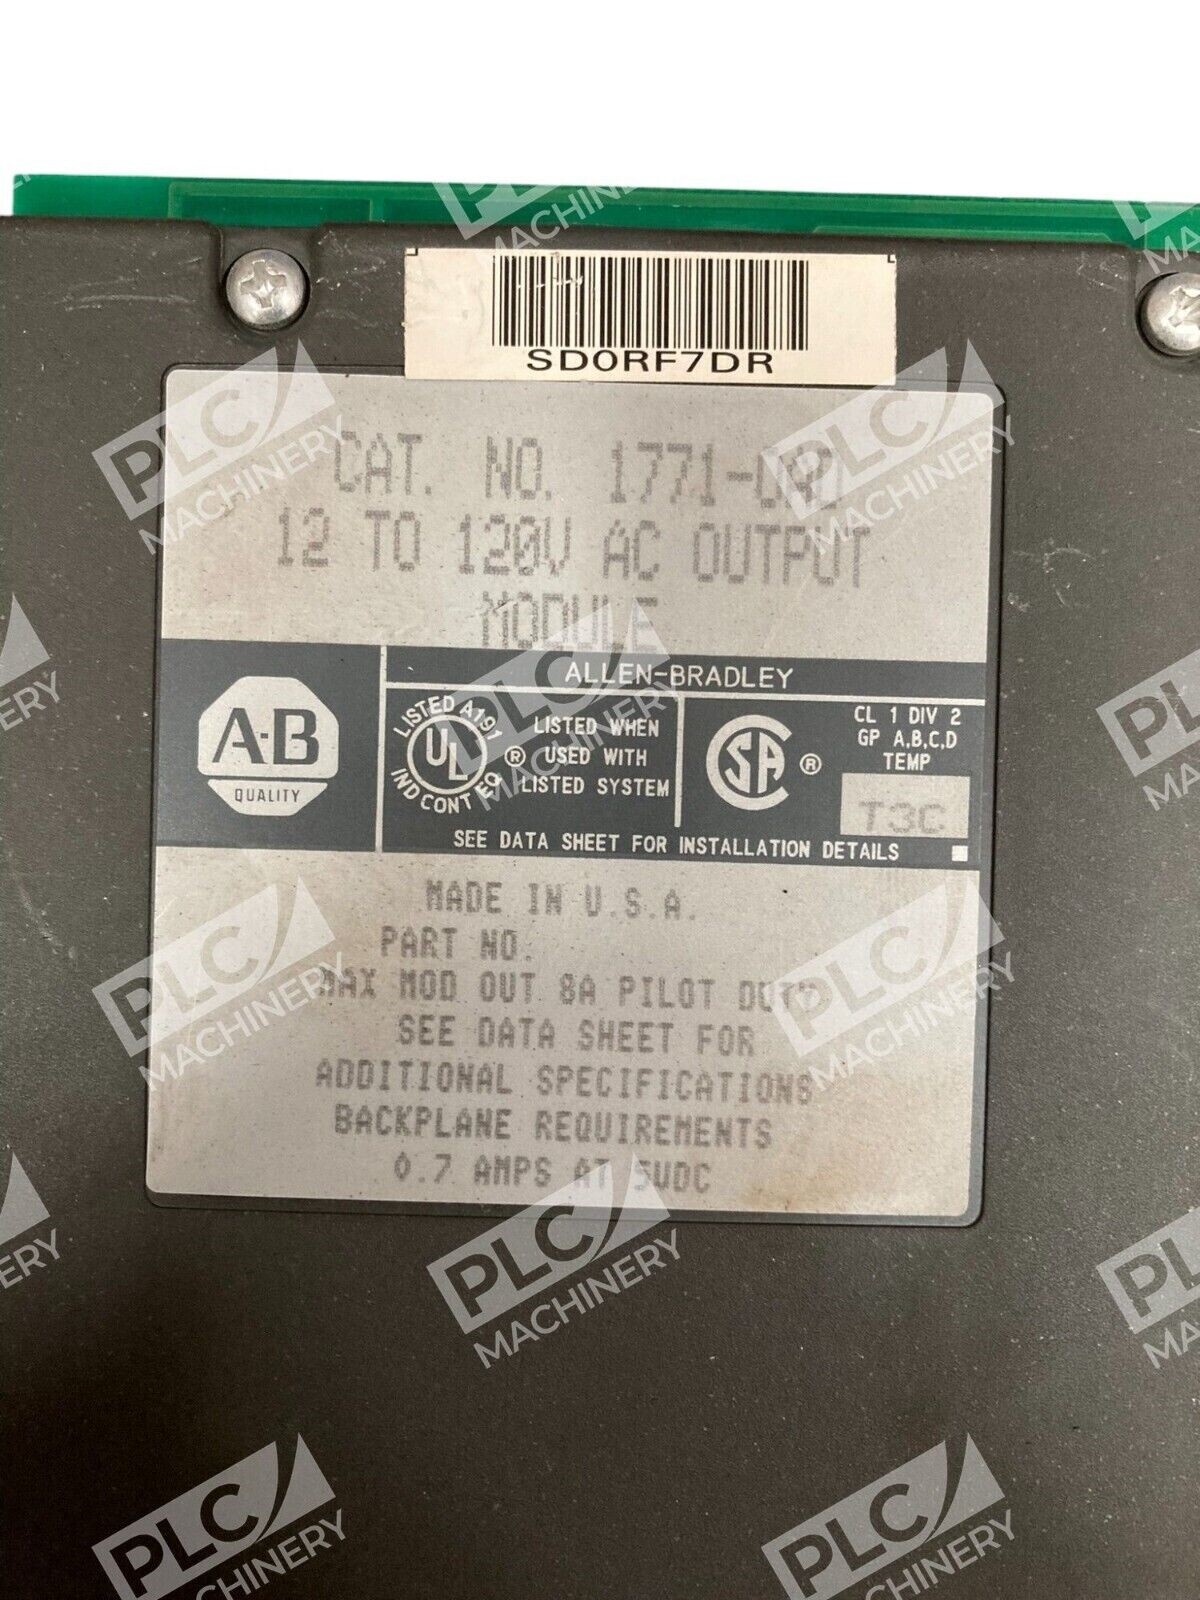 SD0RF7DR
CAT. NO.
12 TO 120V AC OUTPUT
MODULE
ALLEN-BRADLEY
A-B
QUALITY
LISTED A191
UL
IND CONT EQ
®
LISTED WHEN
USED WITH
LISTED SYSTEM
CSA ®
CL 1 DIV 2
GP A,B,C,D
TEMP
T3C
SEE DATA SHEET FOR INSTALLATION DETAILS
MADE IN U.S.A.
PART NO.
MAX MOD OUT 8A PILOT DUTY
SEE DATA SHEET FOR
ADDITIONAL SPECIFICATIONS
BACKPLANE REQUIREMENTS
0.7 AMPS AT 5VDC
PLC
MACHINERY